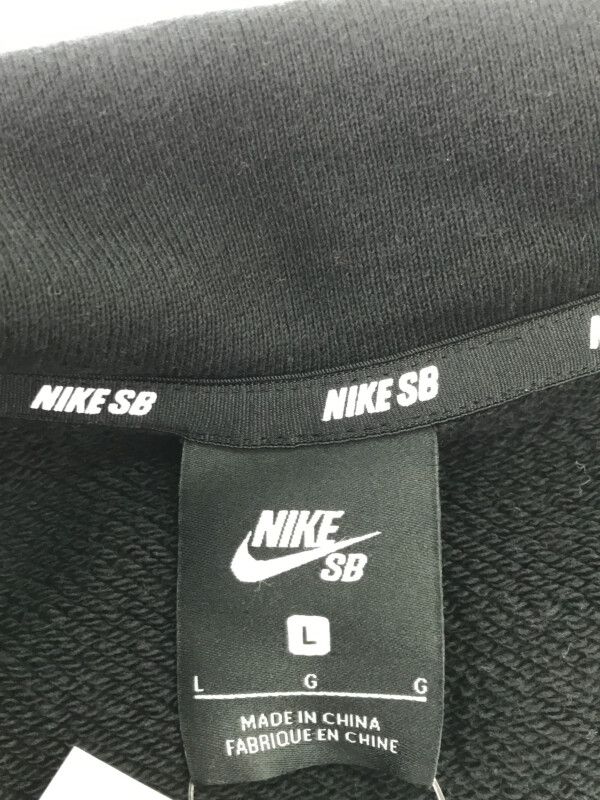 NIKE SB NIKE SB N
NIKE
SB
L
L G G
MADE IN CHINA
FABRIQUE EN CHINE